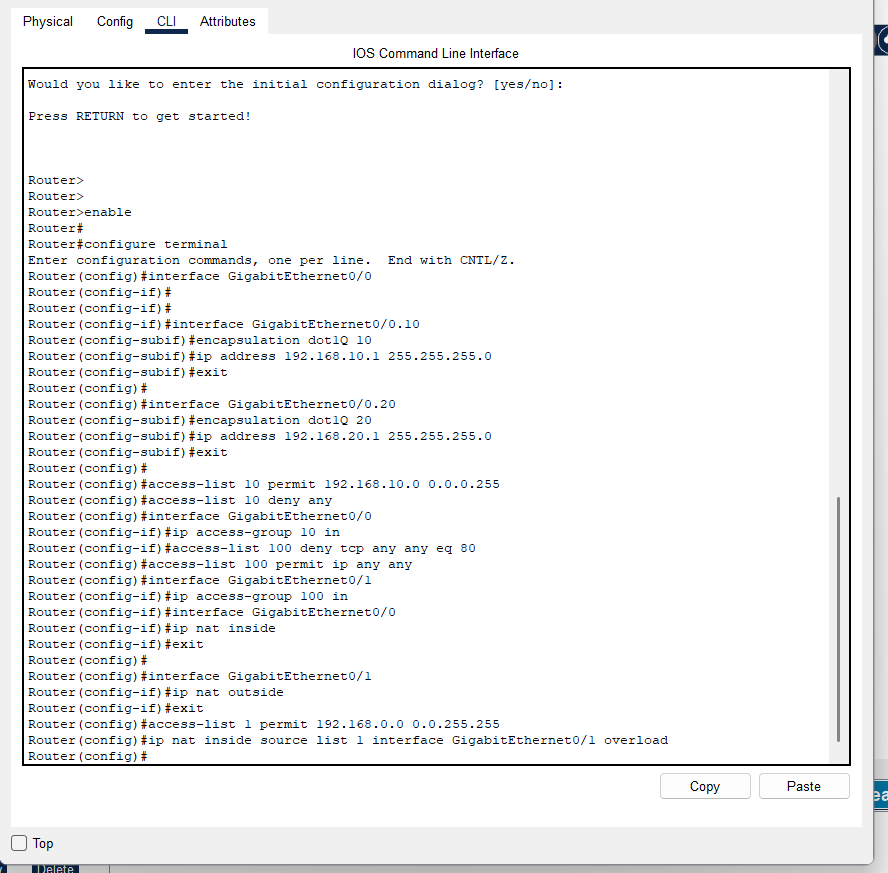 Physical Config CLI Attributes
IOS Command Line Interface
Would you like to enter the initial configuration dialog? [yes/no]:
Press RETURN to get started!
Router>
Router>
Router>enable
Router#
Router#configure terminal
Enter configuration commands, one per line.  End with CNTL/Z.
Router(config)#interface GigabitEthernet0/0
Router(config-if)#
Router(config-if)#
Router(config-if)#interface GigabitEthernet0/0.10
Router(config-subif)#encapsulation dot1Q 10
Router(config-subif)#ip address 192.168.10.1 255.255.255.0
Router(config-subif)#exit
Router(config)#
Router(config)#interface GigabitEthernet0/0.20
Router(config-subif)#encapsulation dot1Q 20
Router(config-subif)#ip address 192.168.20.1 255.255.255.0
Router(config-subif)#exit
Router(config)#
Router(config)#access-list 10 permit 192.168.10.0 0.0.0.255
Router(config)#access-list 10 deny any
Router(config)#interface GigabitEthernet0/0
Router(config-if)#ip access-group 10 in
Router(config-if)#access-list 100 deny tcp any any eq 80
Router(config)#access-list 100 permit ip any any
Router(config)#interface GigabitEthernet0/1
Router(config-if)#ip access-group 100 in
Router(config-if)#interface GigabitEthernet0/0
Router(config-if)#ip nat inside
Router(config-if)#exit
Router(config)#
Router(config)#interface GigabitEthernet0/1
Router(config-if)#ip nat outside
Router(config-if)#exit
Router(config)#access-list 1 permit 192.168.0.0 0.0.255.255
Router(config)#ip nat inside source list 1 interface GigabitEthernet0/1 overload
Router(config)#
Copy Paste
Top
Delete